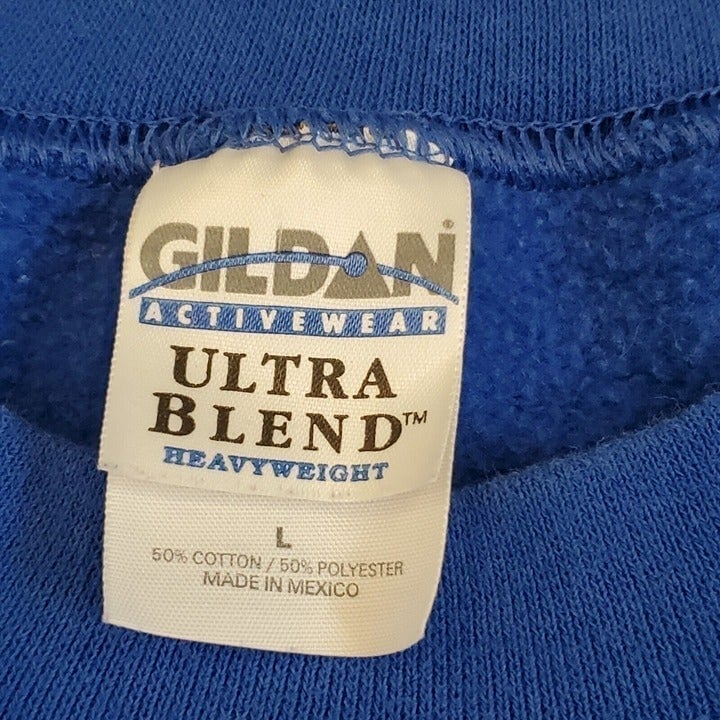 GILDAN®
ACTIVEWEAR
ULTRA
BLEND™
HEAVYWEIGHT
L
50% COTTON / 50% POLYESTER
MADE IN MEXICO